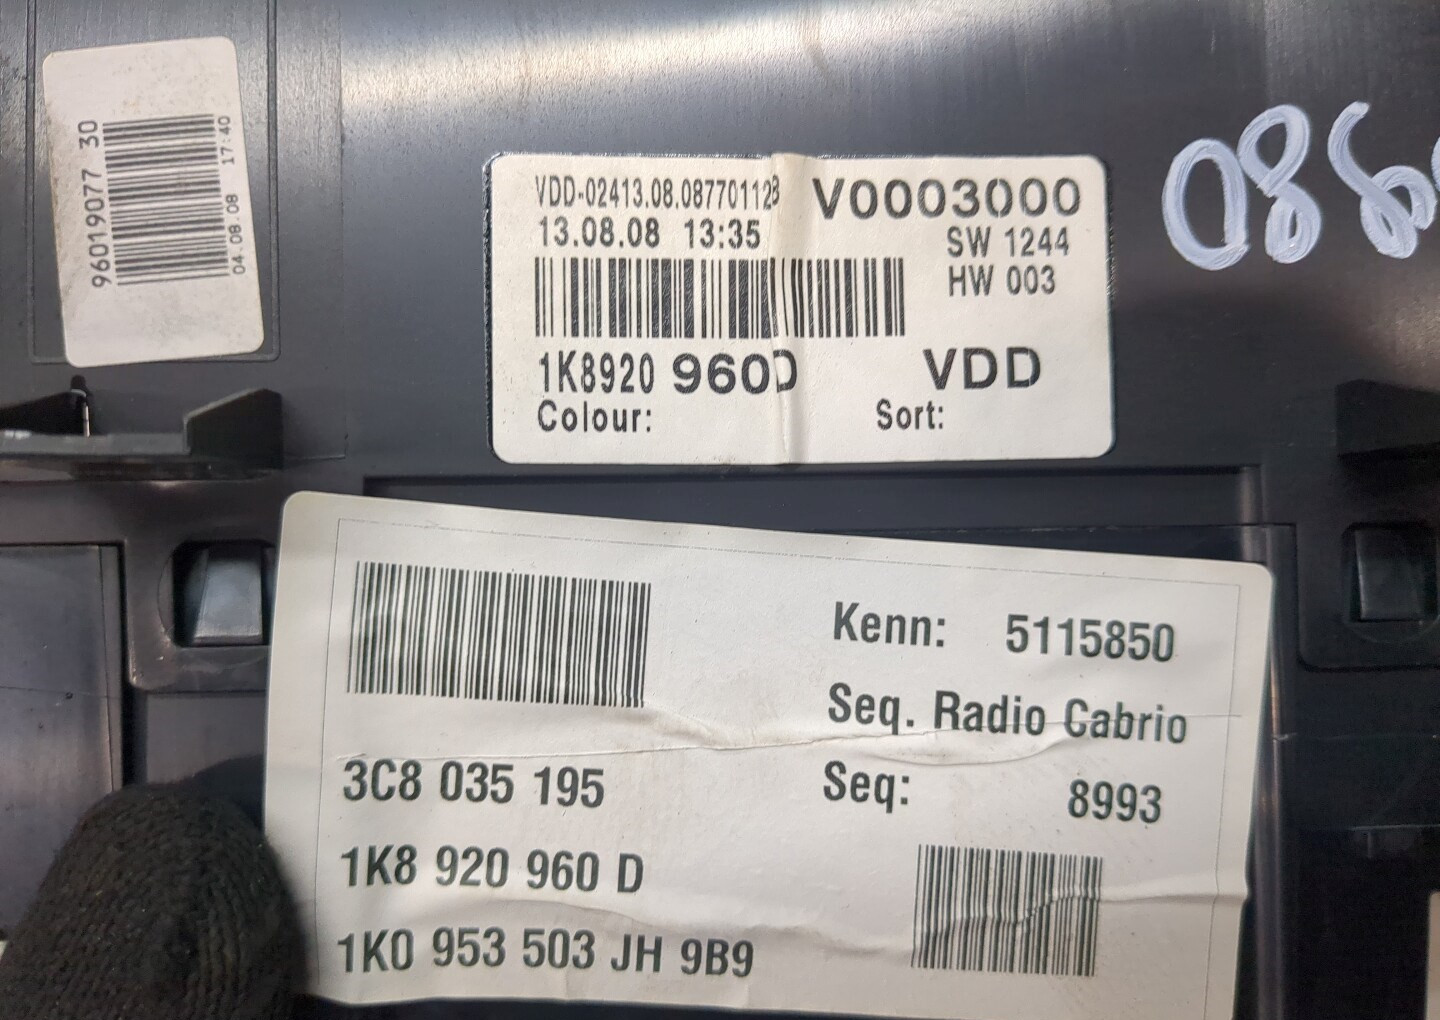 96019077 30
04.08.08 17:40
VDD-02413.08.087701128 V0003000
13.08.08 13:35 SW 1244
HW 003
1K8920 960D VDD
Colour: Sort:
Kenn: 5115850
Seq. Radio Cabrio
3C8 035 195 Seq: 8993
1K8 920 960 D
1K0 953 503 JH 9B9